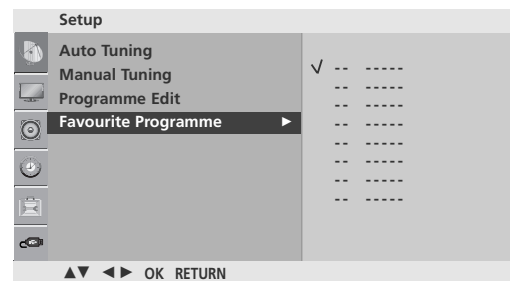 Setup
Auto Tuning
Manual Tuning
Programme Edit
Favourite Programme ►
√ -- -----
-- -----
-- -----
-- -----
-- -----
-- -----
-- -----
-- -----
▲▼ ◄► OK RETURN